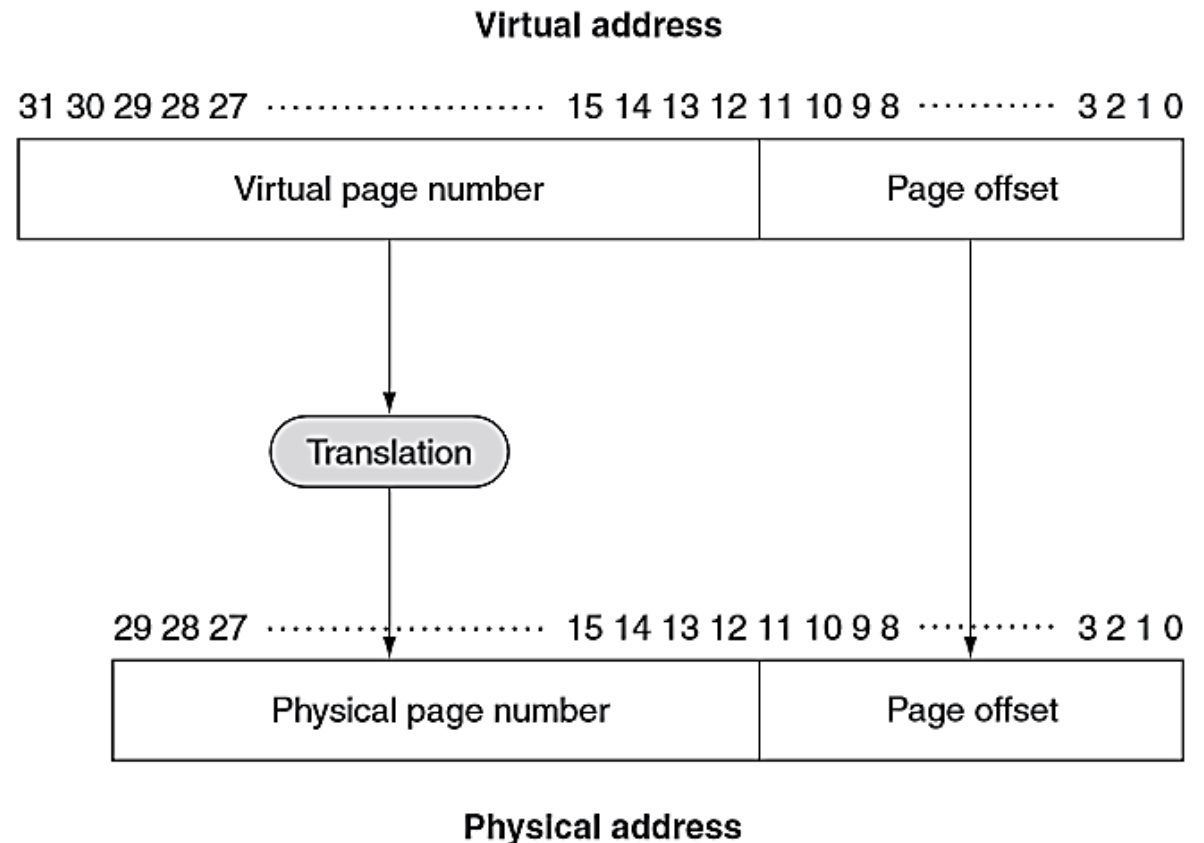 Virtual address
31 30 29 28 27 ...................... 15 14 13 12 11 10 9 8 ........... 3 2 1 0
Virtual page number Page offset
Translation
29 28 27 ...................... 15 14 13 12 11 10 9 8 ........... 3 2 1 0
Physical page number Page offset
Physical address